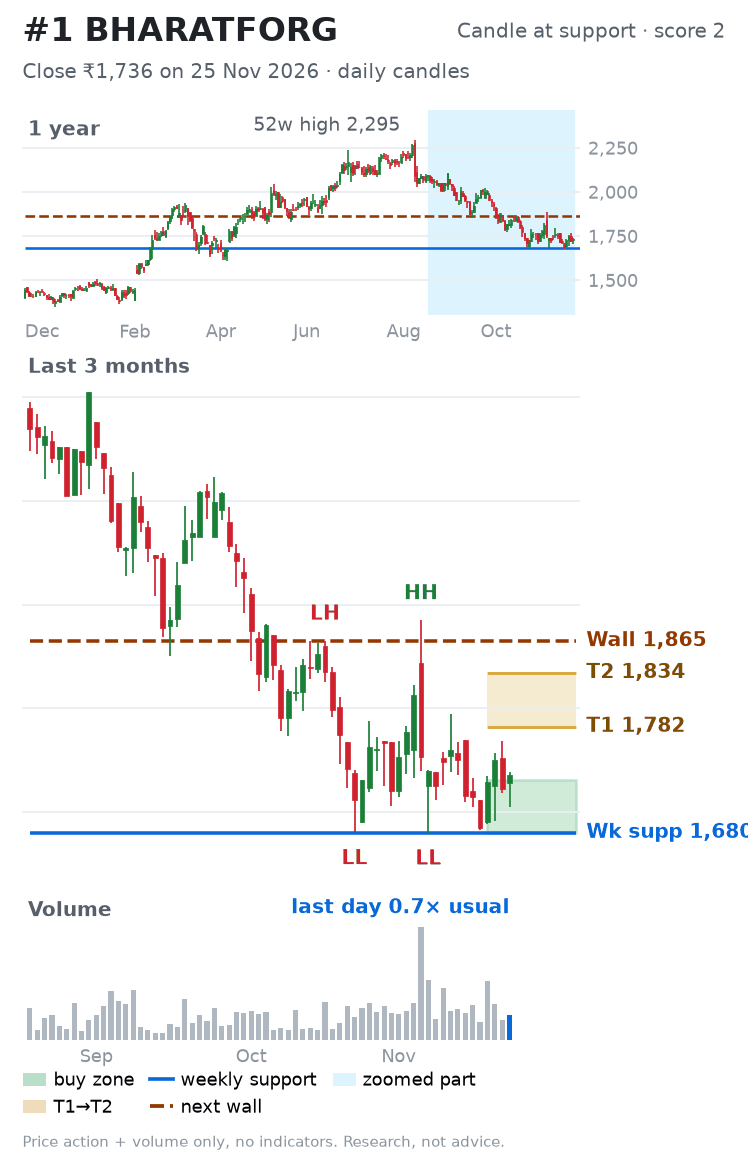 #1 BHARATFORG
Candle at support · score 2
Close ₹1,736 on 25 Nov 2026 · daily candles
1 year
52w high 2,295
2,250
2,000
1,750
1,500
Dec Feb Apr Jun Aug Oct
Last 3 months
HH
LH
Wall 1,865
T2 1,834
T1 1,782
Wk supp 1,680
LL LL
Volume
last day 0.7× usual
Sep Oct Nov
buy zone weekly support zoomed part
T1→T2 next wall
Price action + volume only, no indicators. Research, not advice.